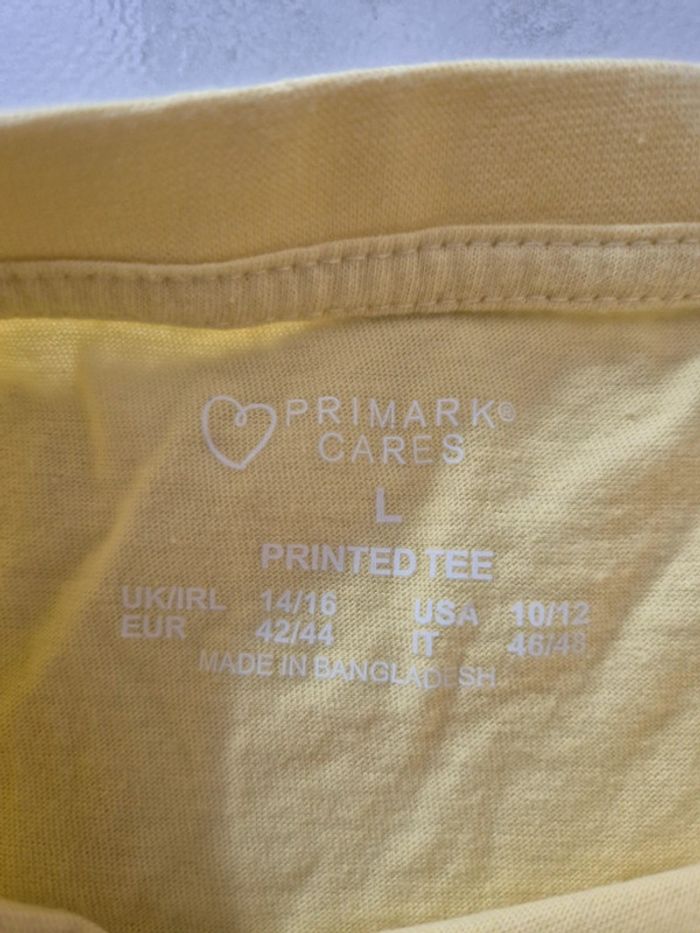 PRIMARK®
CARES
L
PRINTED TEE
UK/IRL 14/16 USA 10/12
EUR 42/44 IT 46/48
MADE IN BANGLADESH